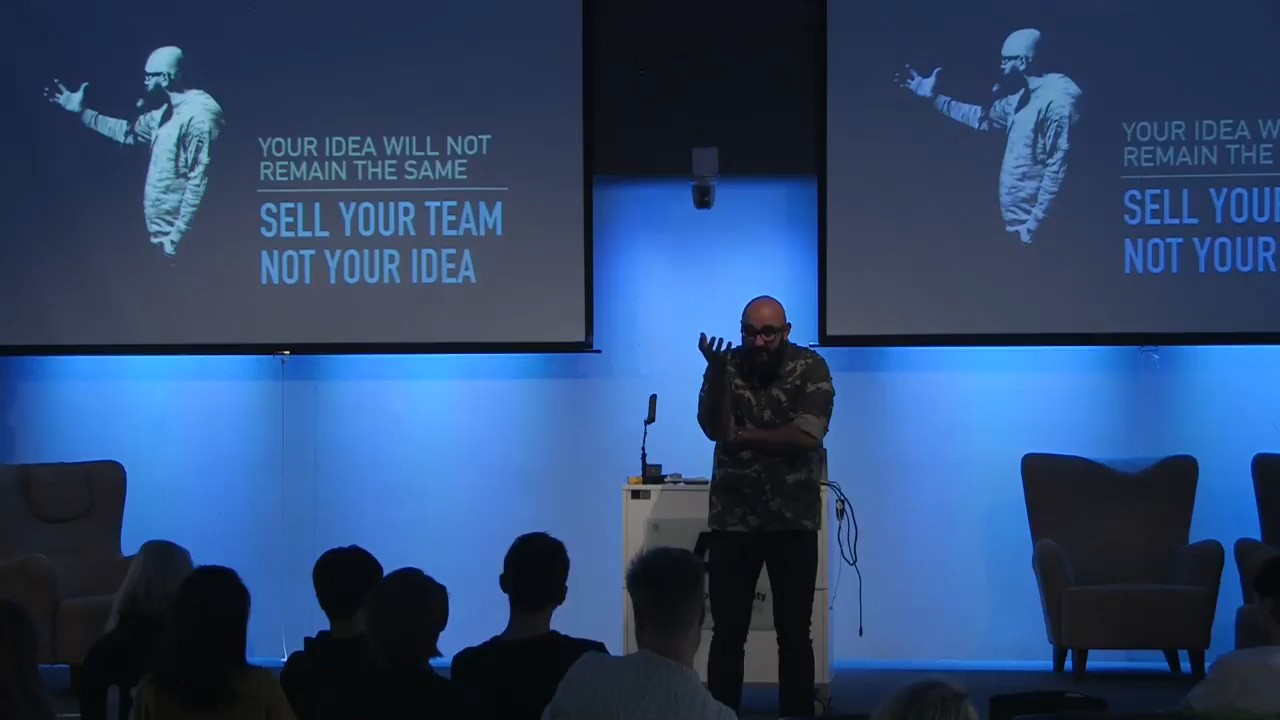 YOUR IDEA WILL NOT
REMAIN THE SAME
SELL YOUR TEAM
NOT YOUR IDEA
YOUR IDEA
REMAIN THE
SELL
NOT YOUR